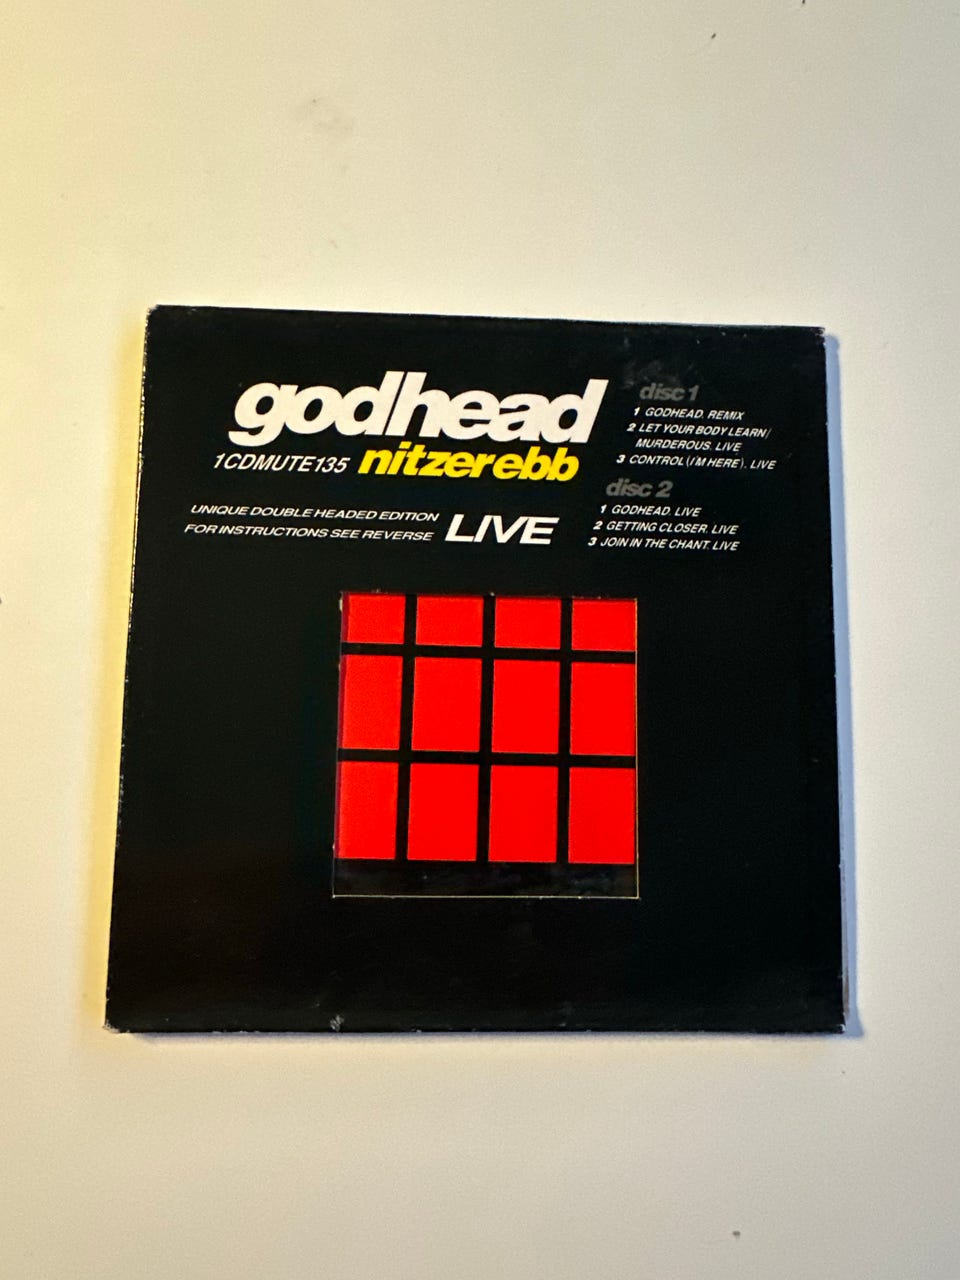 godhead
1CDMUTE135 nitzerebb
UNIQUE DOUBLE HEADED EDITION
FOR INSTRUCTIONS SEE REVERSE
LIVE
disc 1
1 GODHEAD. REMIX
2 LET YOUR BODY LEARN/
MURDEROUS. LIVE
3 CONTROL (I'M HERE). LIVE
disc 2
1 GODHEAD. LIVE
2 GETTING CLOSER. LIVE
3 JOIN IN THE CHANT. LIVE